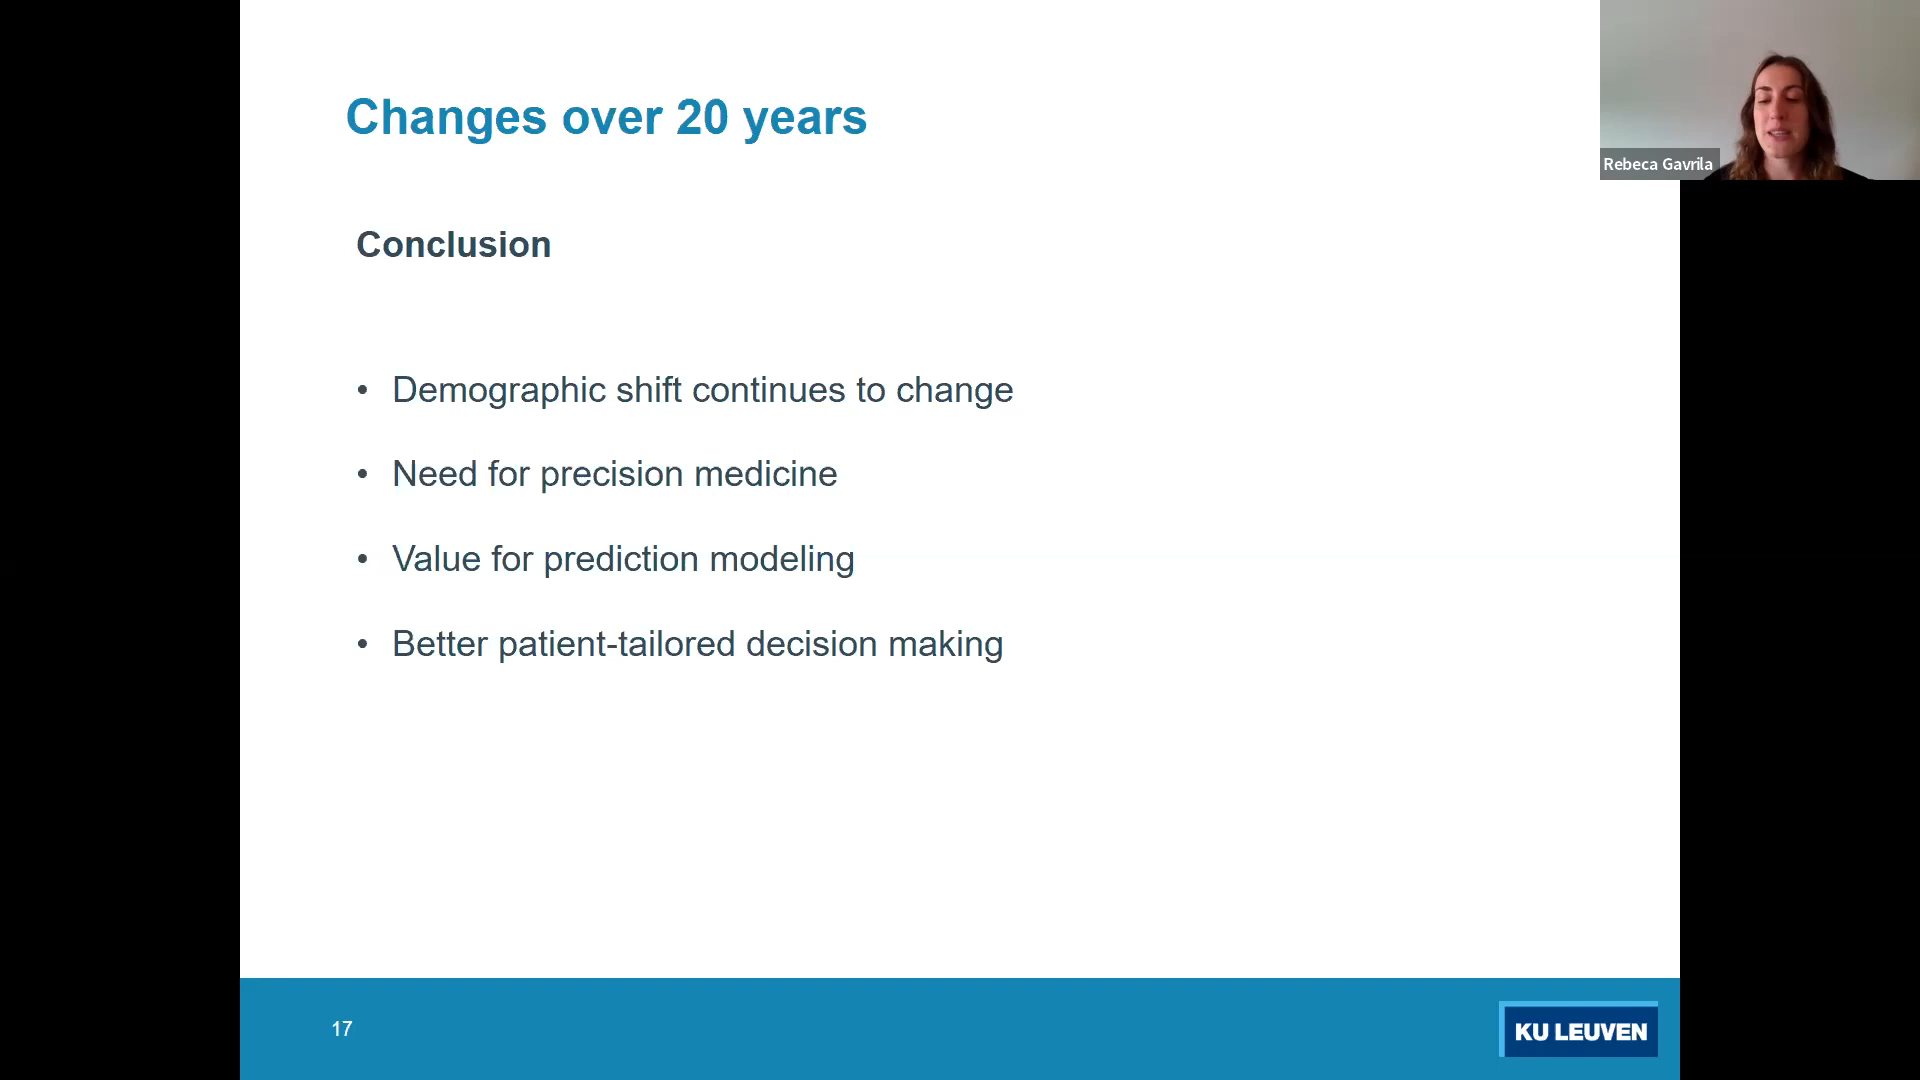 Changes over 20 years
Rebeca Gavrila
Conclusion
• Demographic shift continues to change
• Need for precision medicine
• Value for prediction modeling
• Better patient-tailored decision making
17
KU LEUVEN